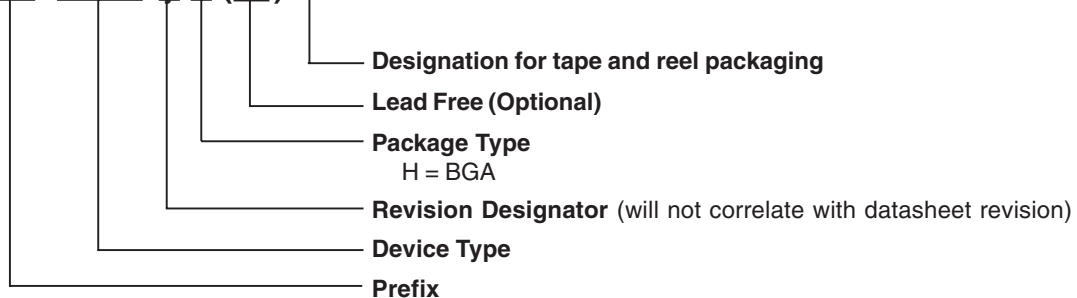 Designation for tape and reel packaging
Lead Free (Optional)
Package Type
H = BGA
Revision Designator (will not correlate with datasheet revision)
Device Type
Prefix